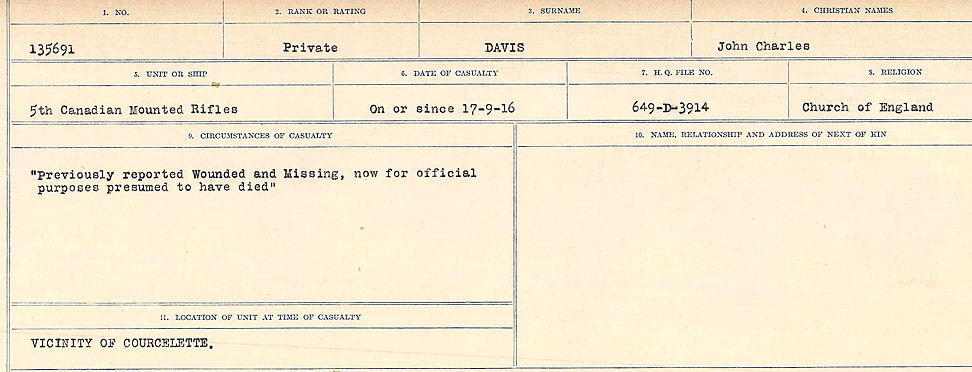 1. NO. 2. RANK OR RATING 3. SURNAME 4. CHRISTIAN NAMES
135691 Private DAVIS John Charles
5. UNIT OR SHIP 6. DATE OF CASUALTY 7. H. Q. FILE NO. 8. RELIGION
5th Canadian Mounted Rifles On or since 17-9-16 649-D-3914 Church of England
9. CIRCUMSTANCES OF CASUALTY 10. NAME, RELATIONSHIP AND ADDRESS OF NEXT OF KIN
"Previously reported Wounded and Missing, now for official
purposes presumed to have died"
11. LOCATION OF UNIT AT TIME OF CASUALTY
VICINITY OF COURCELETTE.